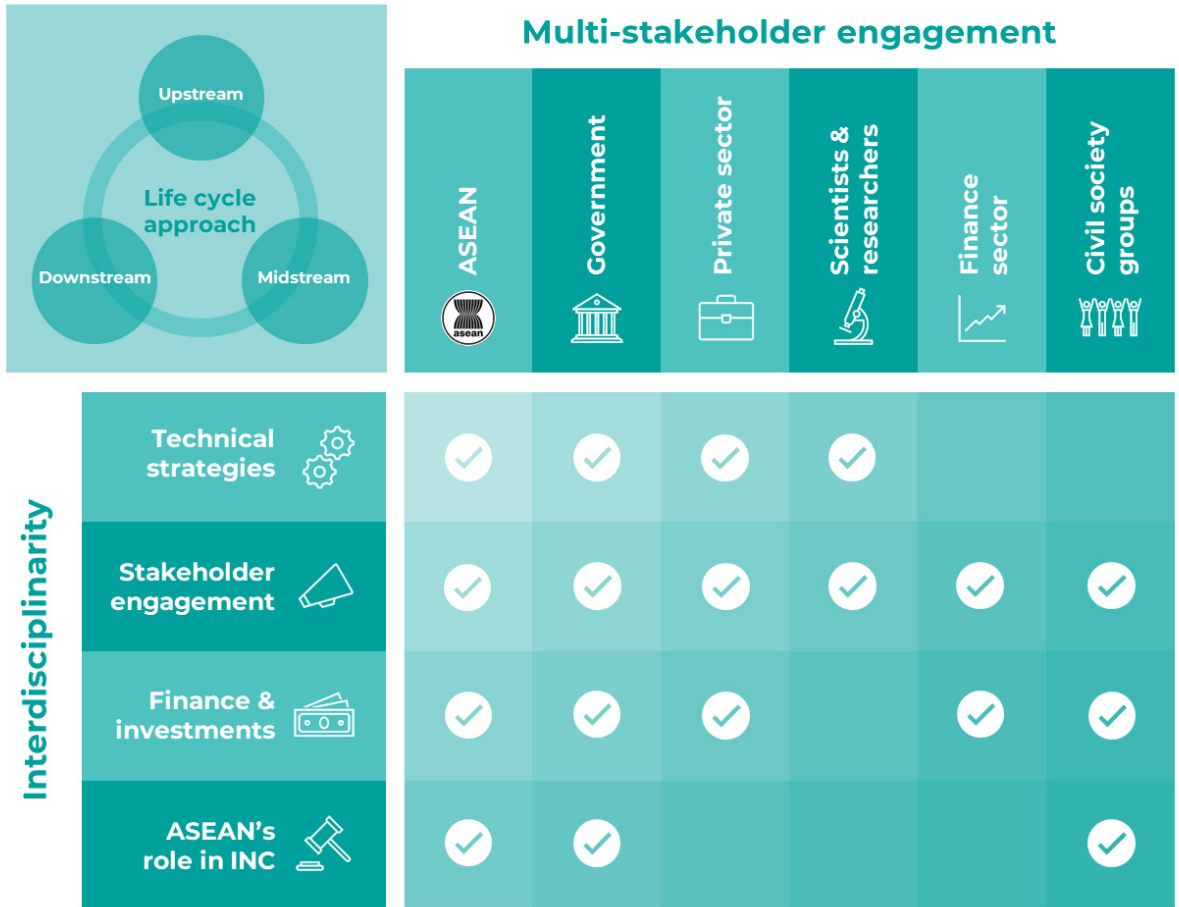 Multi-stakeholder engagement
Upstream
Life cycle
approach
Downstream
Midstream
ASEAN
asean
Government
Private sector
Scientists &
researchers
Finance
sector
Civil society
groups
Interdisciplinarity
Technical
strategies
Stakeholder
engagement
Finance &
investments
ASEAN’s
role in INC